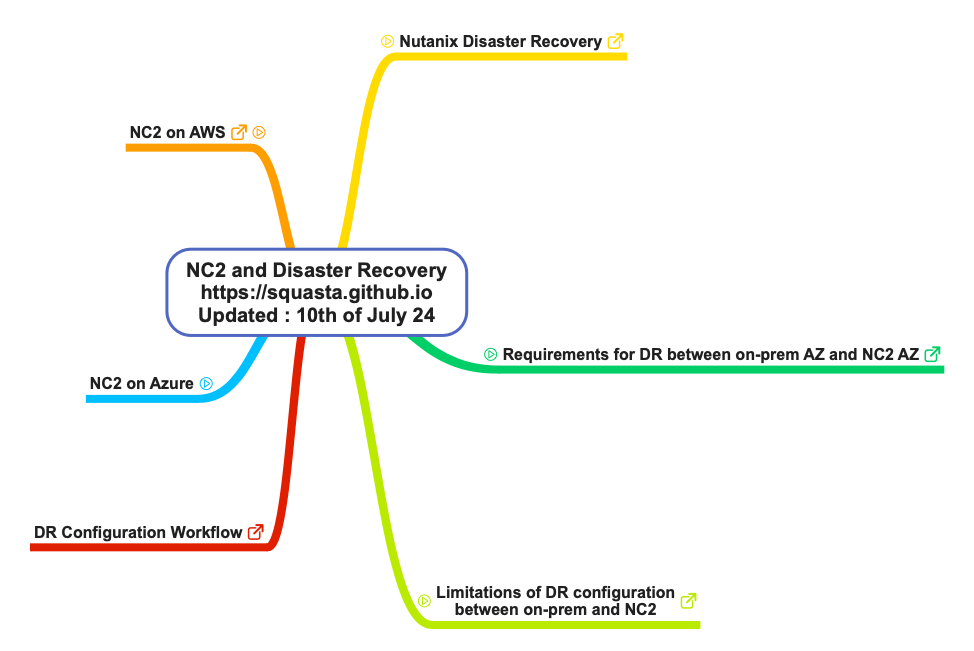 Nutanix Disaster Recovery
NC2 on AWS
NC2 and Disaster Recovery
https://squasta.github.io
Updated : 10th of July 24
Requirements for DR between on-prem AZ and NC2 AZ
NC2 on Azure
DR Configuration Workflow
Limitations of DR configuration
between on-prem and NC2